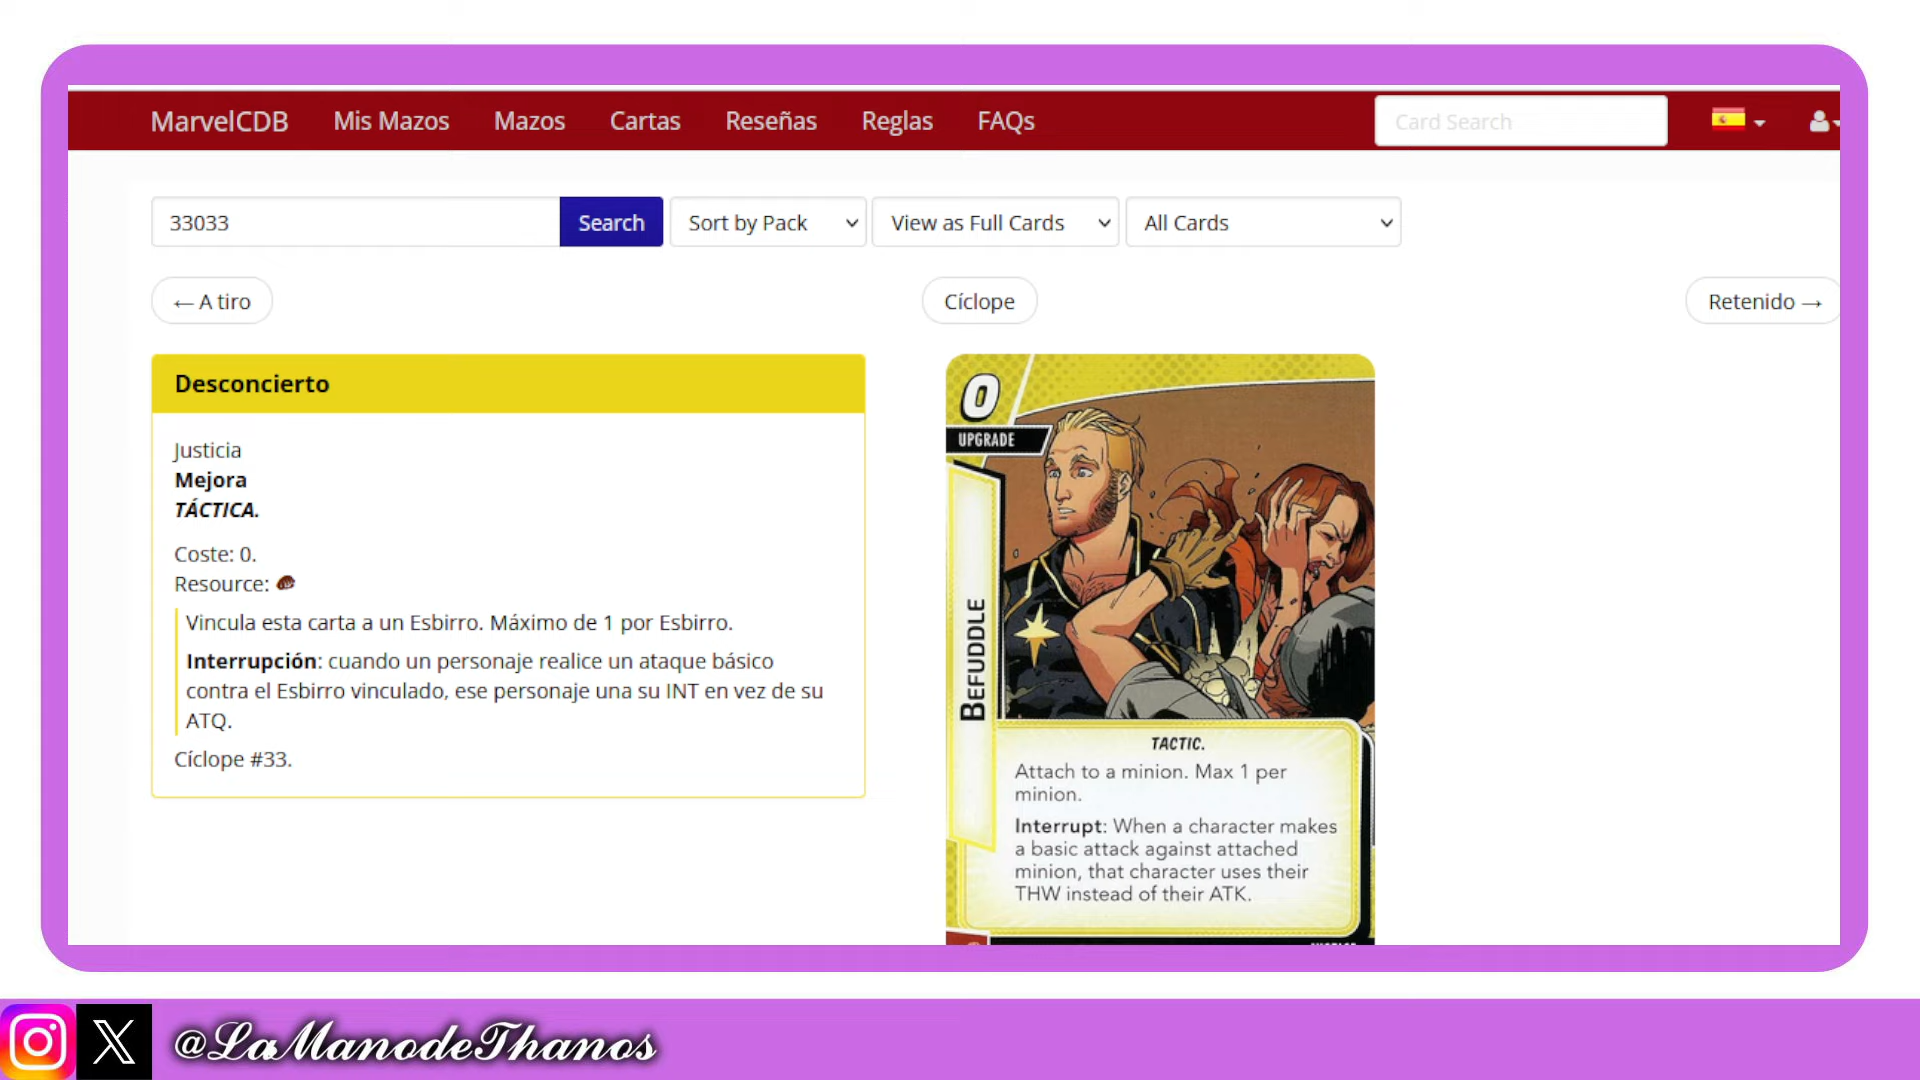 MarvelCDB Mis Mazos Mazos Cartas Reseñas Reglas FAQs Card Search
33033 Search Sort by Pack View as Full Cards All Cards
← A tiro Cíclope Retenido →
Desconcierto
Justicia
Mejora
TÁCTICA.
Coste: 0.
Resource:
Vincula esta carta a un Esbirro. Máximo de 1 por Esbirro.
Interrupción: cuando un personaje realice un ataque básico
contra el Esbirro vinculado, ese personaje una su INT en vez de su
ATQ.
Cíclope #33.
0
UPGRADE
BEFUDDLE
TACTIC.
Attach to a minion. Max 1 per
minion.
Interrupt: When a character makes
a basic attack against attached
minion, that character uses their
THW instead of their ATK.
@LaManodeThanos